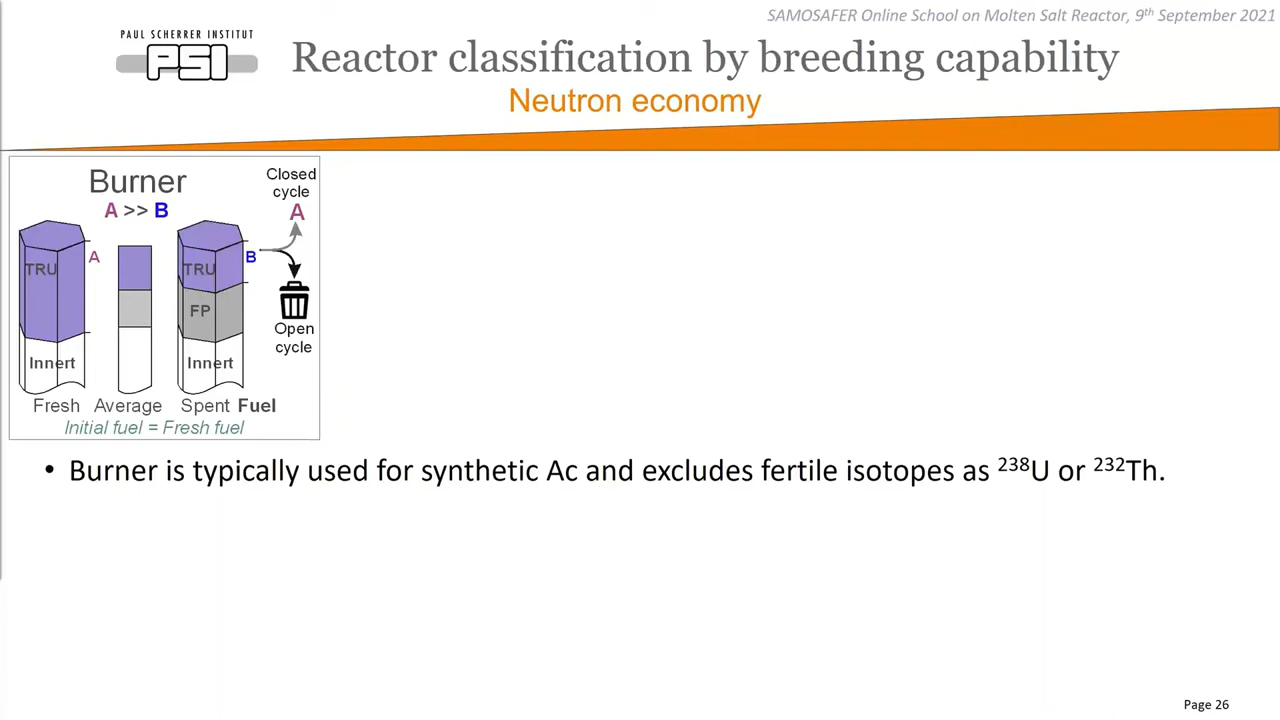 SAMOSAFER Online School on Molten Salt Reactor, 9th September 2021
PAUL SCHERRER INSTITUT
PSI
Reactor classification by breeding capability
Neutron economy
Burner
A >> B
Closed
cycle
A
TRU
A
TRU
B
FP
Open
cycle
Innert
Innert
Fresh Average Spent Fuel
Initial fuel = Fresh fuel
• Burner is typically used for synthetic Ac and excludes fertile isotopes as ²³⁸U or ²³²Th.
Page 26